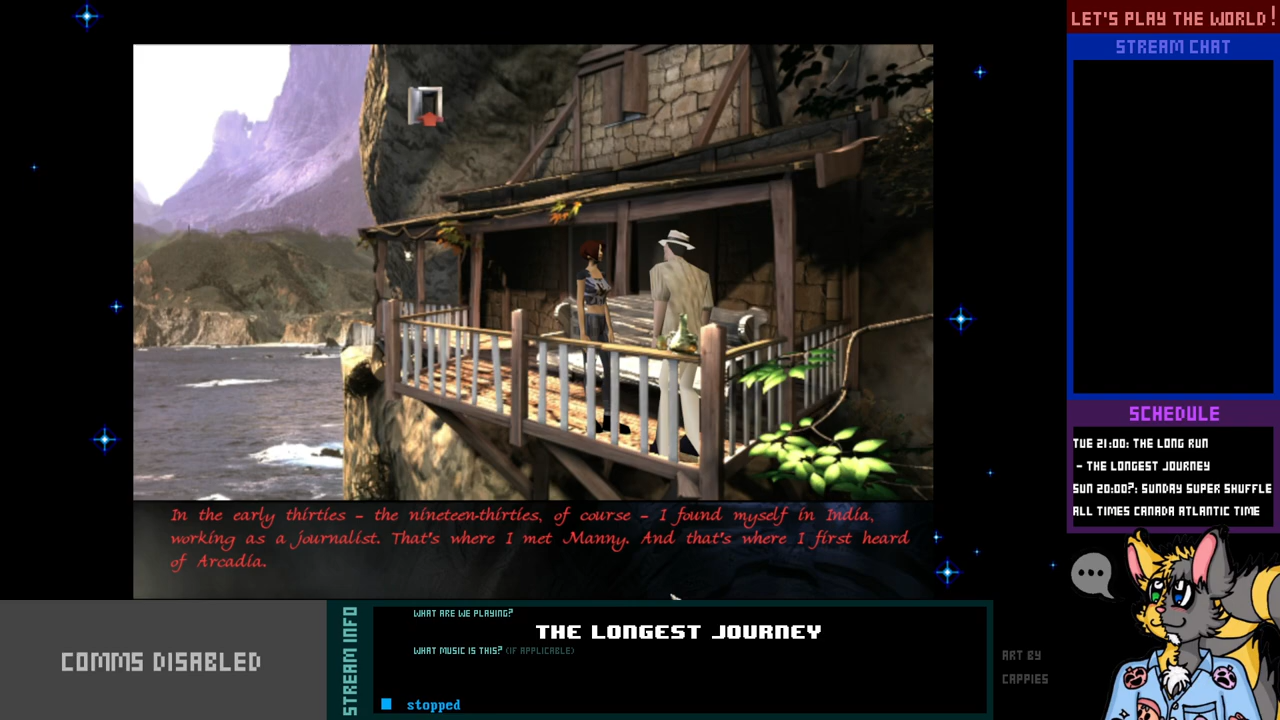 LET'S PLAY THE WORLD!
STREAM CHAT
In the early thirties - the nineteen-thirties, of course - I found myself in India,
working as a journalist. That's where I met Manny. And that's where I first heard
of Arcadia.
SCHEDULE
TUE 21:00: THE LONG RUN
- THE LONGEST JOURNEY
SUN 20:00?: SUNDAY SUPER SHUFFLE
ALL TIMES CANADA ATLANTIC TIME
COMMS DISABLED
STREAM INFO
WHAT ARE WE PLAYING?
THE LONGEST JOURNEY
WHAT MUSIC IS THIS? (IF APPLICABLE)
stopped
ART BY
CAPPIES